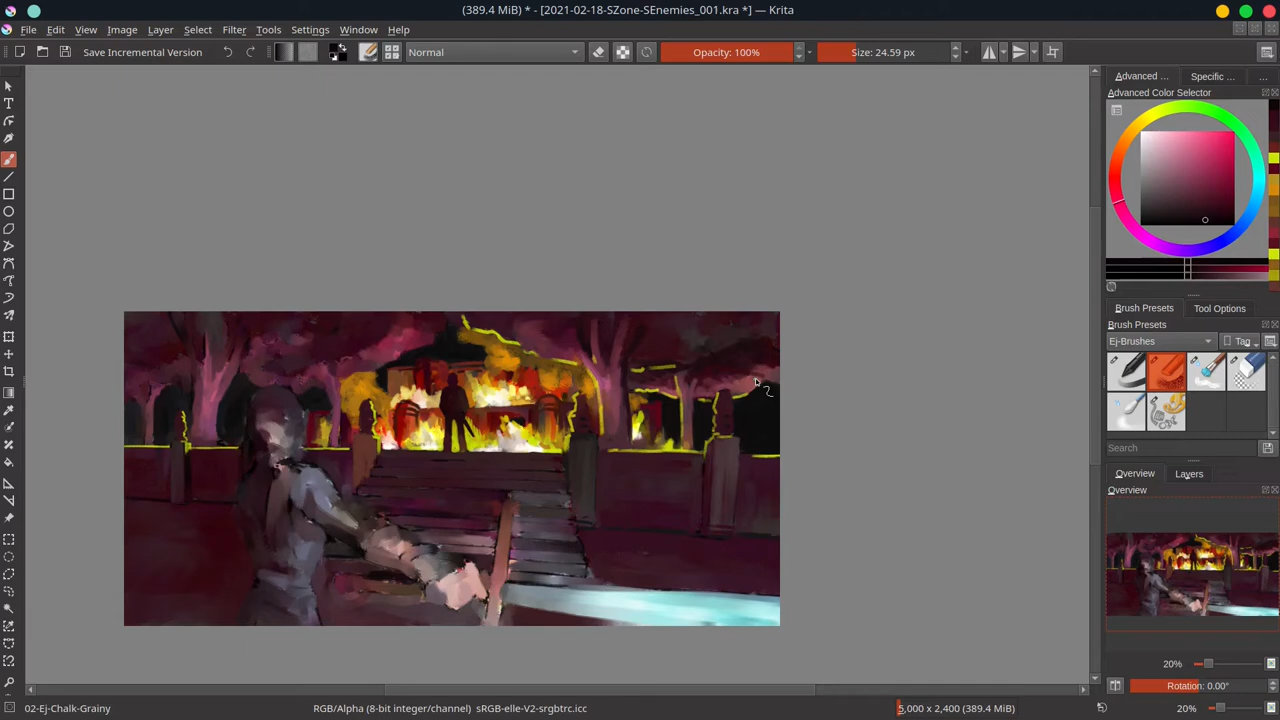 (389.4 MiB) * - [2021-02-18-SZone-SEnemies_001.kra *] — Krita
File Edit View Image Layer Select Filter Tools Settings Window Help
Save Incremental Version Normal Opacity: 100% Size: 24.59 px
Advanced ... Specific ... ...
Advanced Color Selector
Brush Presets Tool Options
Brush Presets
Ej-Brushes Tag
Search
Overview Layers
Overview
20%
Rotation: 0.00°
02-Ej-Chalk-Grainy RGB/Alpha (8-bit integer/channel) sRGB-elle-V2-srgbtrc.icc 5,000 x 2,400 (389.4 MiB) 20%